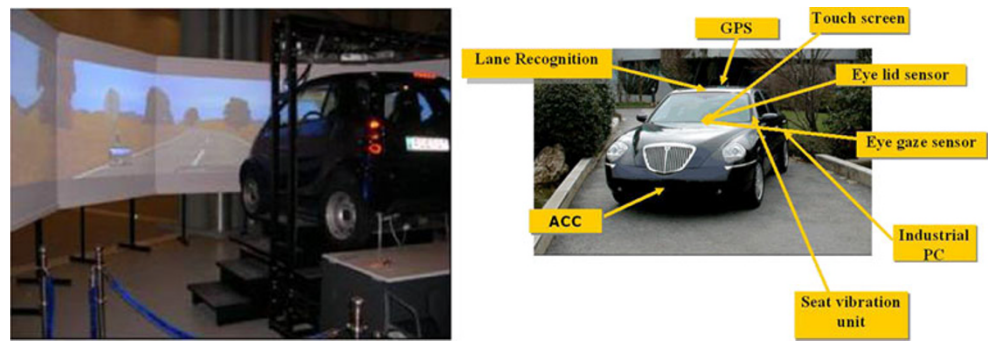 Touch screen
GPS
Lane Recognition
Eye lid sensor
Eye gaze sensor
ACC
Industrial
PC
Seat vibration
unit